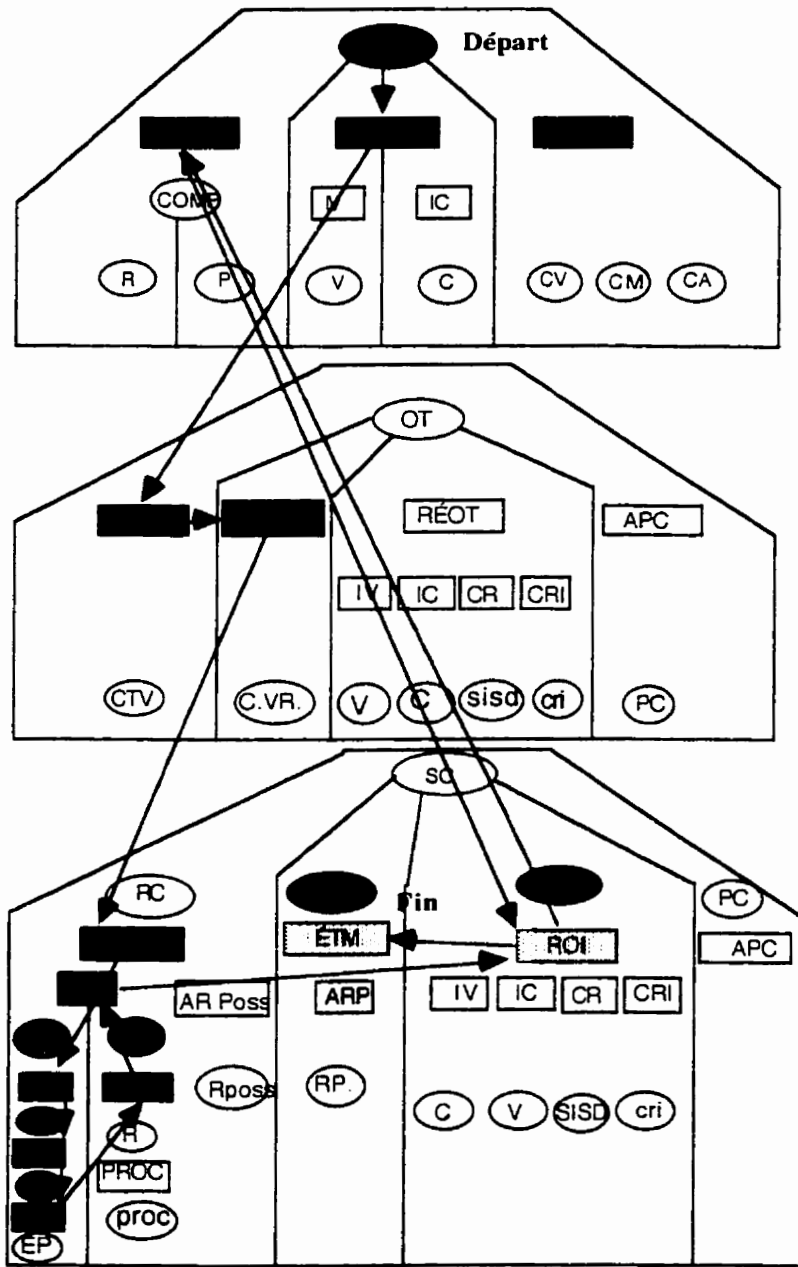 Départ
COMP IC
R P V C CV CM CA
OT
RÉOT APC
IV IC CR CRI
CTV C.VR. V C sisd cri PC
SC
RC PC
Fin
ÉTM ROI APC
AR Poss ARP IV IC CR CRI
Rposs RP. C V SISD cri
R
PROC
proc
EP